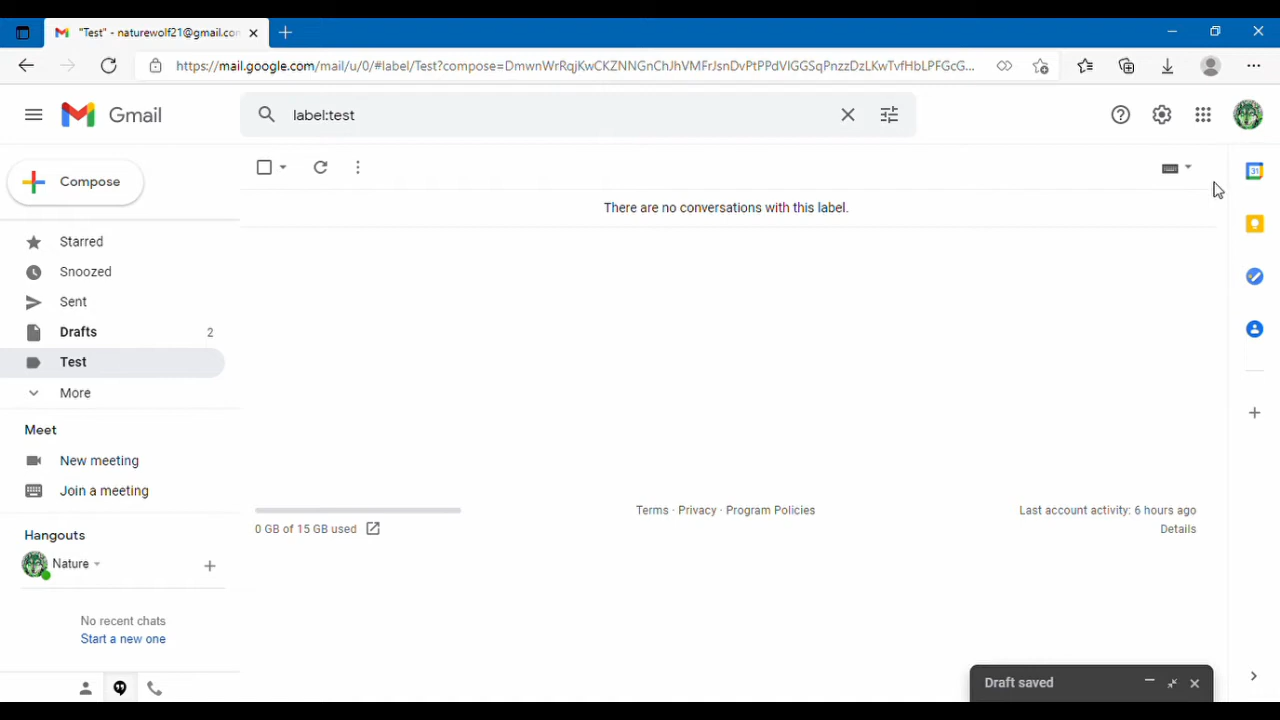 "Test" - naturewolf21@gmail.con
https://mail.google.com/mail/u/0/#label/Test?compose=DmwnWrRqjKwCKZNNGnChJhVMFrJsnDvPtPPdVlGGSqPnzzDzLKwTvfHbLPFGcG...
Gmail
label:test
Compose
There are no conversations with this label.
Starred
Snoozed
Sent
Drafts 2
Test
More
Meet
New meeting
Join a meeting
Hangouts
Nature
No recent chats
Start a new one
0 GB of 15 GB used
Terms · Privacy · Program Policies
Last account activity: 6 hours ago
Details
31
Draft saved